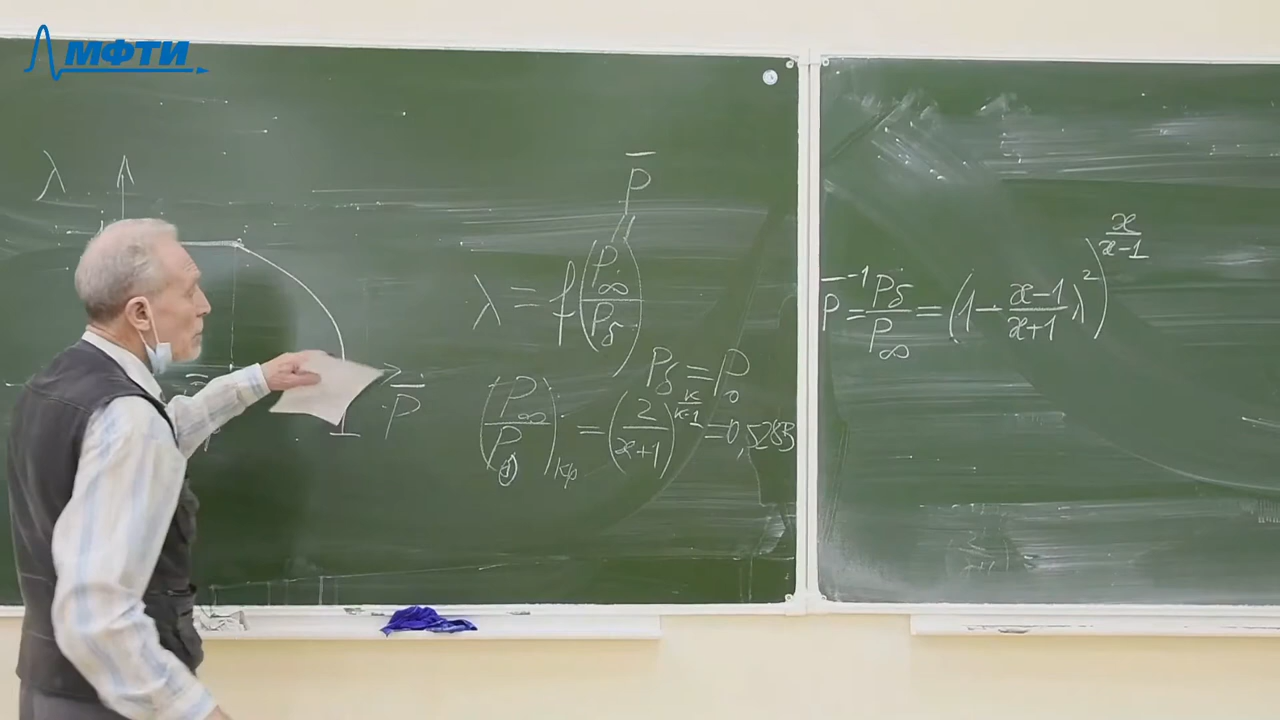 МФТИ
λ
P̅
P̅
λ = f(P∞/Pδ)
Pδ = P₀
(P∞/P₀)кр = (2/(ϰ+1))^(κ/(κ-1)) = 0,5283
P̅⁻¹ = Pδ/P∞ = (1 - (ϰ-1)/(ϰ+1) λ²)^(ϰ/(ϰ-1))